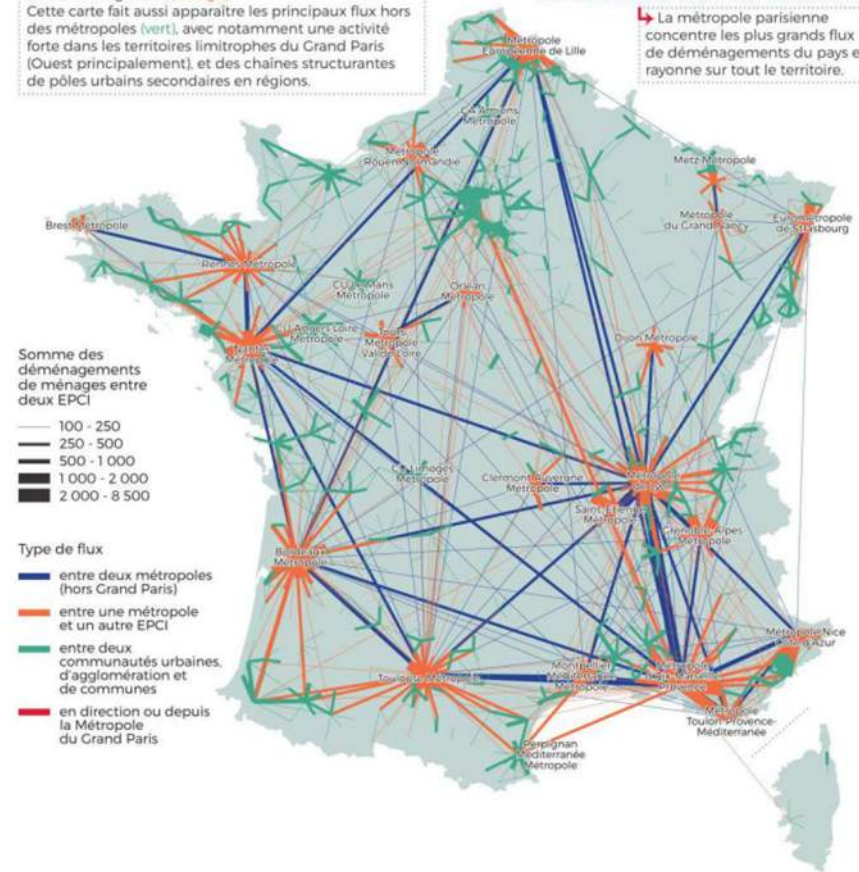 Cette carte fait aussi apparaître les principaux flux hors
des métropoles (vert), avec notamment une activité
forte dans les territoires limitrophes du Grand Paris
(Ouest principalement), et des chaînes structurantes
de pôles urbains secondaires en régions.
La métropole parisienne
concentre les plus grands flux
de déménagements du pays e
rayonne sur tout le territoire.
Métropole
Européenne de Lille
CA Amiens
Métropole
Métropole
Rouen Normandie
Metz Métropole
Métropole
du Grand Nancy
Eurométropole
de Strasbourg
Brest Métropole
Rennes Métropole
CU Le Mans
Métropole
Orléan
Métropole
CU Angers Loire
Métropole
Tours
Métropole
Val de Loire
Nantes
Métropole
Dijon Métropole
Somme des
déménagements
de ménages entre
deux EPCI
100 - 250
250 - 500
500 - 1 000
1 000 - 2 000
2 000 - 8 500
Limoges
Métropole
Clermont Auvergne
Métropole
Métropole
Saint-Etienne
Métropole
Grenoble-Alpes
Métropole
Bordeaux
Métropole
Type de flux
entre deux métropoles
(hors Grand Paris)
entre une métropole
et un autre EPCI
entre deux
communautés urbaines,
d'agglomération et
de communes
en direction ou depuis
la Métropole
du Grand Paris
Métropole Nice
Côte d'Azur
Toulouse Métropole
Montpellier
Méditerranée
Métropole
Métropole
Aix-Marseille
Provence
Métropole
Toulon Provence-
Méditerranée
Perpignan
Méditerranée
Métropole